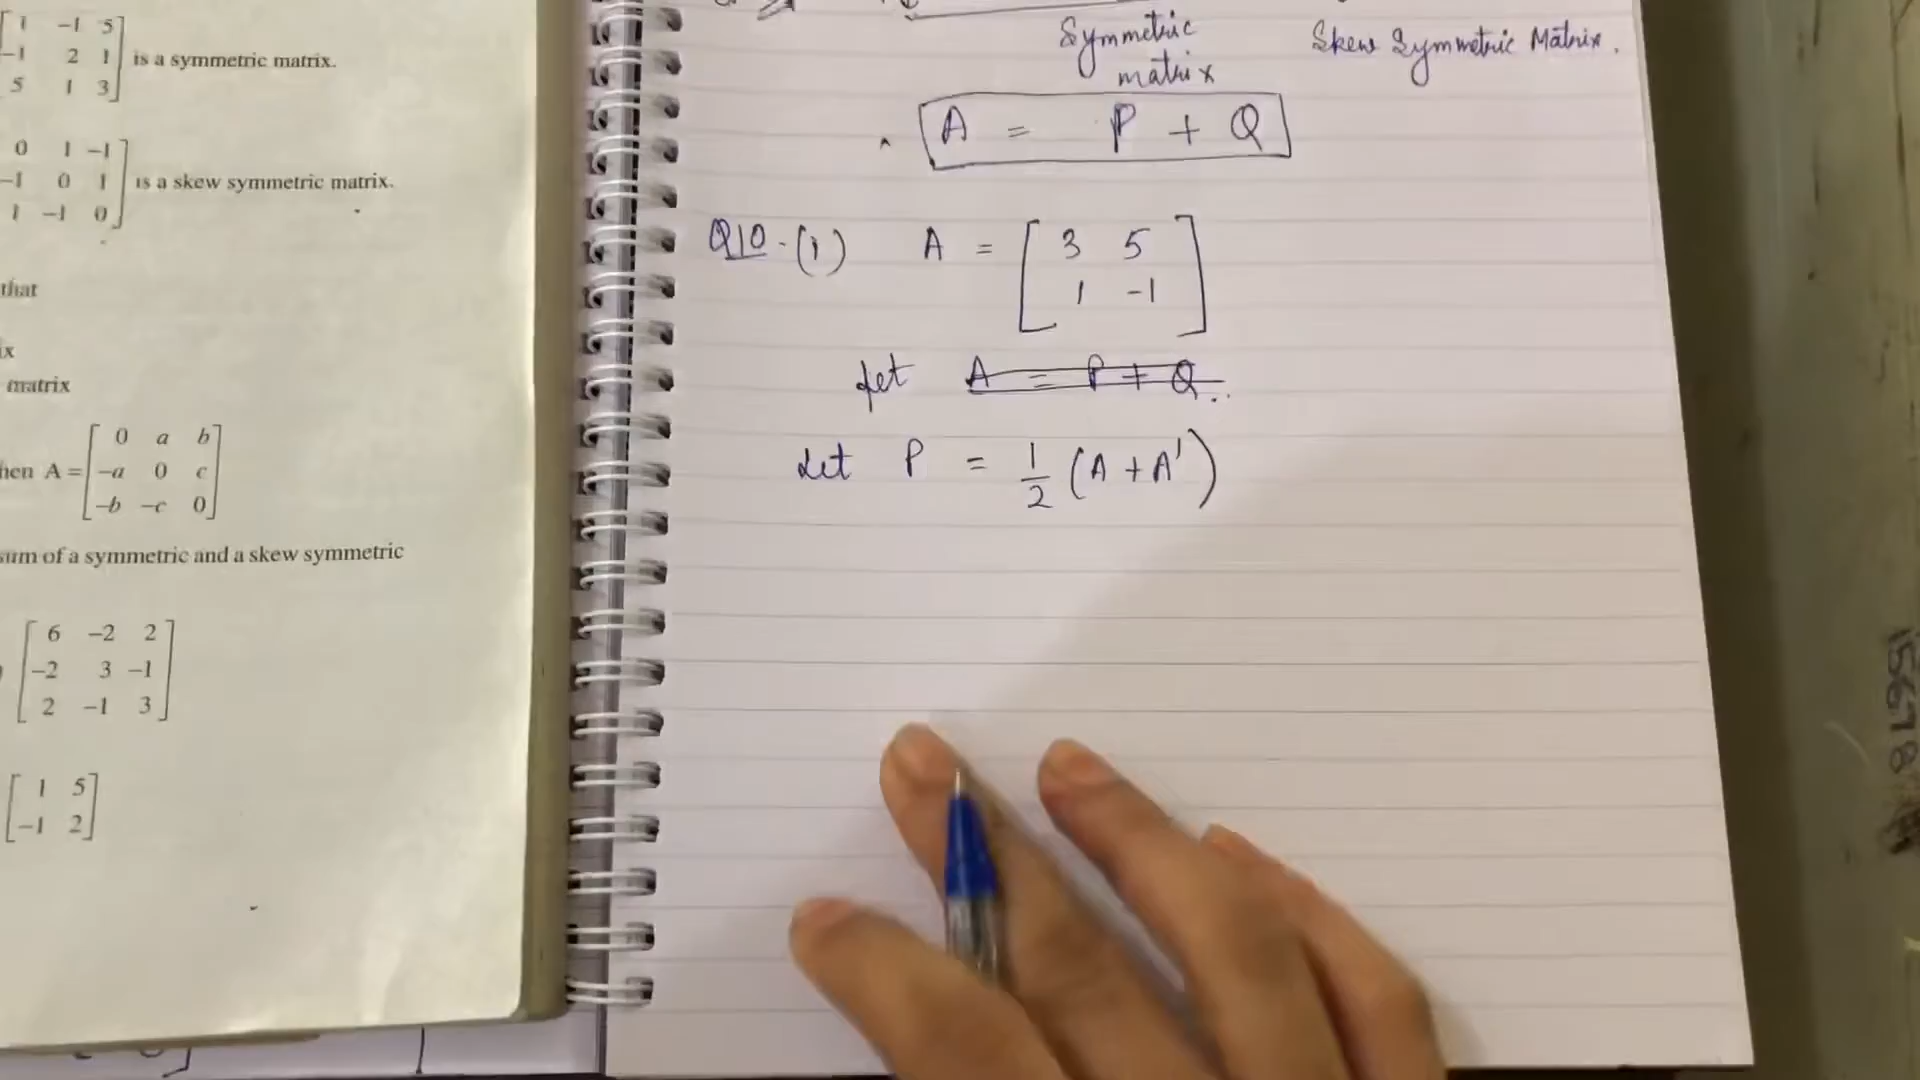 1 -1 5
-1 2 1 is a symmetric matrix.
5 1 3
0 1 -1
-1 0 1 is a skew symmetric matrix.
1 -1 0
that
matrix
A = 0 a b
-a 0 c
-b -c 0
sum of a symmetric and a skew symmetric
6 -2 2
-2 3 -1
2 -1 3
1 5
-1 2
Symmetric
matrix
Skew Symmetric Matrix.
A = P + Q
Q10-(1) A = [ 3 5
1 -1 ]
Let A = P + Q.
Let P = 1/2 (A + A')
15678